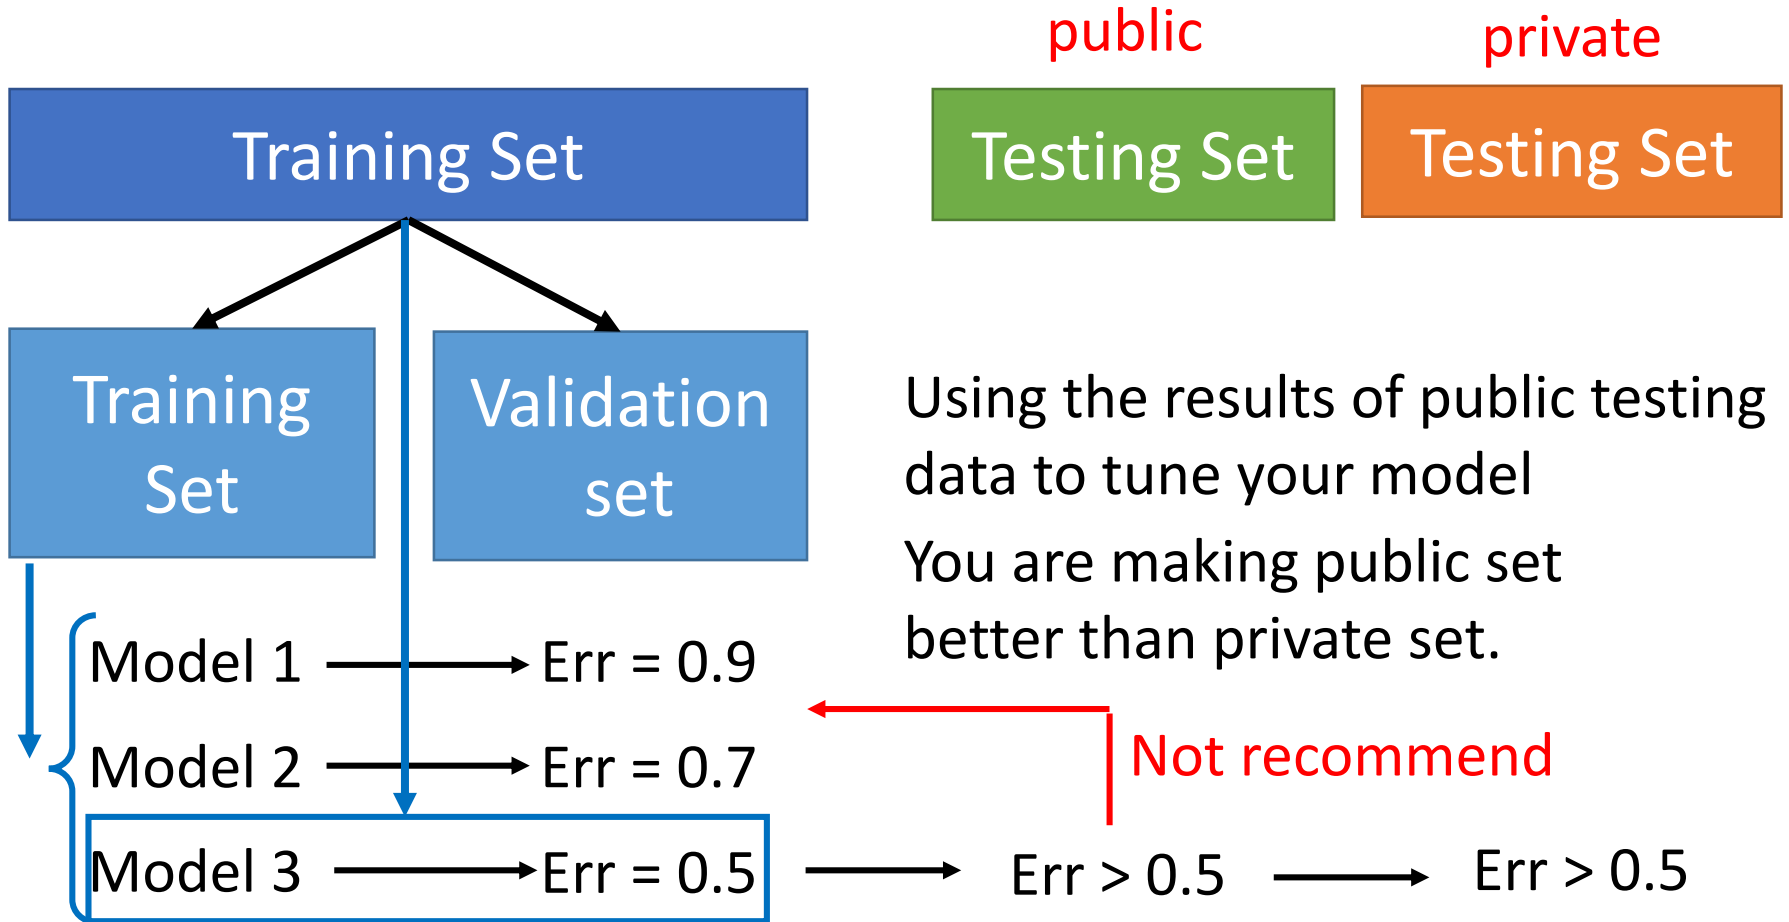 public
private
Training Set
Testing Set
Testing Set
Training
Set
Validation
set
Using the results of public testing
data to tune your model
You are making public set
better than private set.
Model 1
Err = 0.9
Model 2
Err = 0.7
Not recommend
Model 3
Err = 0.5
Err > 0.5
Err > 0.5